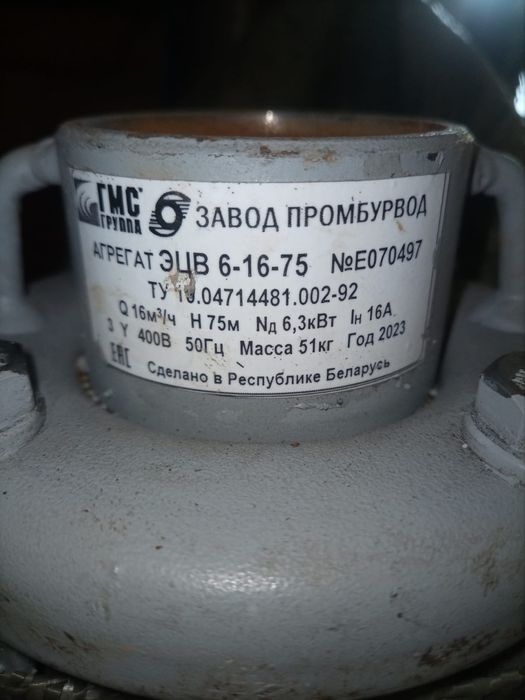 ГМС®
ГРУППА
ЗАВОД ПРОМБУРВОД
АГРЕГАТ ЭЦВ 6-16-75 №Е070497
ТУ 10.04714481.002-92
Q 16м³/ч H 75м Nд 6,3кВт Iн 16А
3 Y 400В 50Гц Масса 51кг Год 2023
ЕАС Сделано в Республике Беларусь